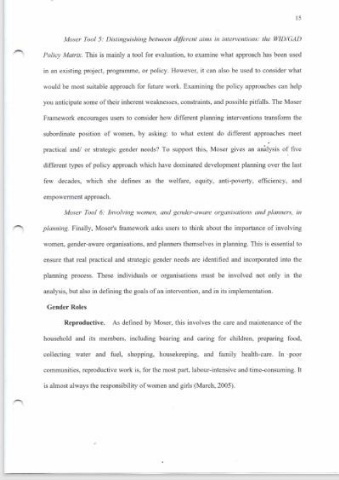 15
Moser Tool 5: Distinguishing between different aims in interventions: the WID/GAD
Policy Matrix. This is mainly a tool for evaluation, to examine what approach has been used
in an existing project, programme, or policy. However, it can also be used to consider what
would be most suitable approach for future work. Examining the policy approaches can help
you anticipate some of their inherent weaknesses, constraints, and possible pitfalls. The Moser
Framework encourages users to consider how different planning interventions transform the
subordinate position of women, by asking: to what extent do different approaches meet
practical and/ or strategic gender needs? To support this, Moser gives an analysis of five
different types of policy approach which have dominated development planning over the last
few decades, which she defines as the welfare, equity, anti-poverty, efficiency, and
empowerment approach.
Moser Tool 6: Involving women, and gender-aware organisations and planners, in
planning. Finally, Moser's framework asks users to think about the importance of involving
women, gender-aware organisations, and planners themselves in planning. This is essential to
ensure that real practical and strategic gender needs are identified and incorporated into the
planning process. These individuals or organisations must be involved not only in the
analysis, but also in defining the goals of an intervention, and in its implementation.
Gender Roles
Reproductive. As defined by Moser, this involves the care and maintenance of the
household and its members, including bearing and caring for children, preparing food,
collecting water and fuel, shopping, housekeeping, and family health-care. In poor
communities, reproductive work is, for the most part, labour-intensive and time-consuming. It
is almost always the responsibility of women and girls (March, 2005).